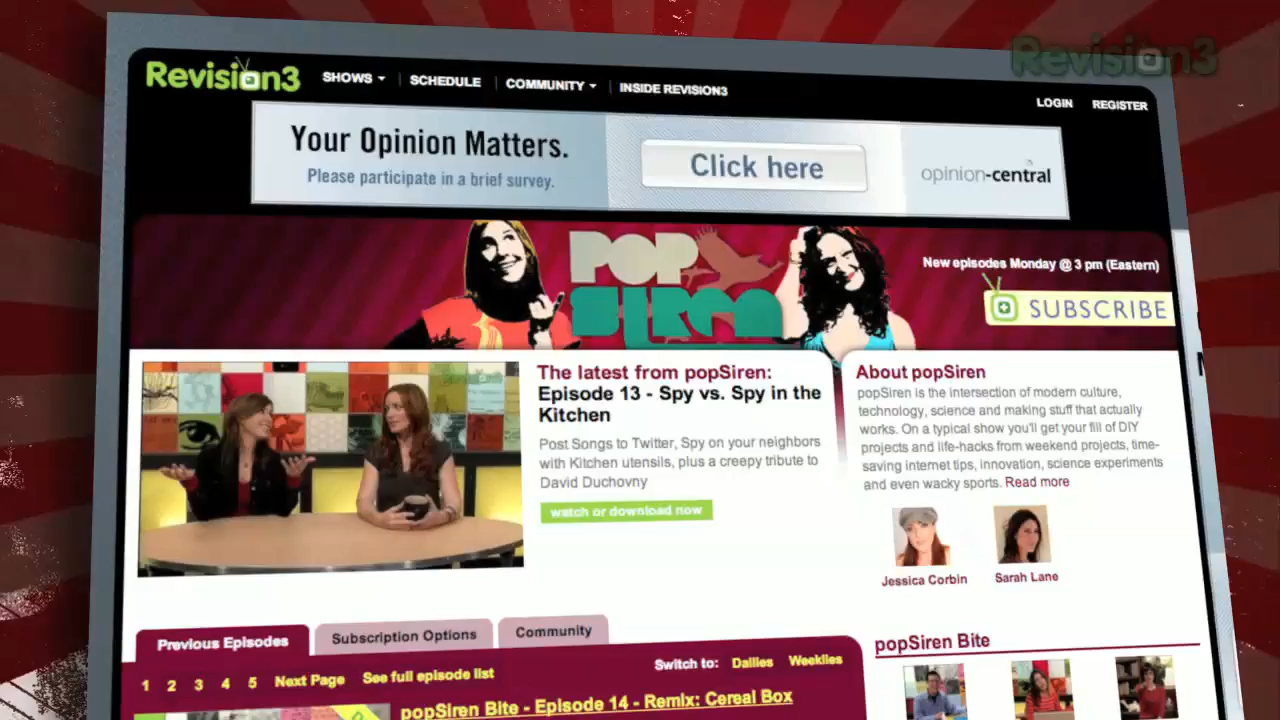 Revision3
Revision3
SHOWS
SCHEDULE
COMMUNITY
INSIDE REVISION3
LOGIN
REGISTER
Your Opinion Matters.
Please participate in a brief survey.
Click here
opinion-central
POP
SIREN
New episodes Monday @ 3 pm (Eastern)
SUBSCRIBE
The latest from popSiren:
Episode 13 - Spy vs. Spy in the
Kitchen
Post Songs to Twitter, Spy on your neighbors
with Kitchen utensils, plus a creepy tribute to
David Duchovny
watch or download now
About popSiren
popSiren is the intersection of modern culture,
technology, science and making stuff that actually
works. On a typical show you'll get your fill of DIY
projects and life-hacks from weekend projects, time-
saving internet tips, innovation, science experiments
and even wacky sports. Read more
Jessica Corbin
Sarah Lane
Previous Episodes
Subscription Options
Community
1 2 3 4 5 Next Page See full episode list
Switch to: Dailies Weeklies
popSiren Bite - Episode 14 - Remix: Cereal Box
popSiren Bite